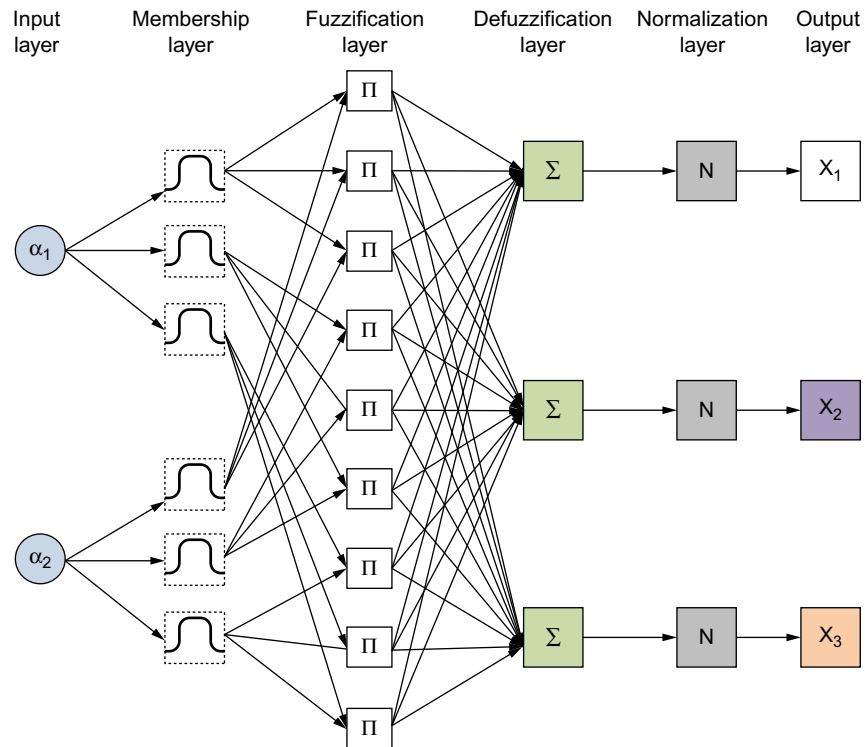 Input layer
Membership layer
Fuzzification layer
Defuzzification layer
Normalization layer
Output layer
Π
Π
Π
Π
Π
Π
Π
Π
Π
α1
α2
Σ
N
X1
Σ
N
X2
Σ
N
X3